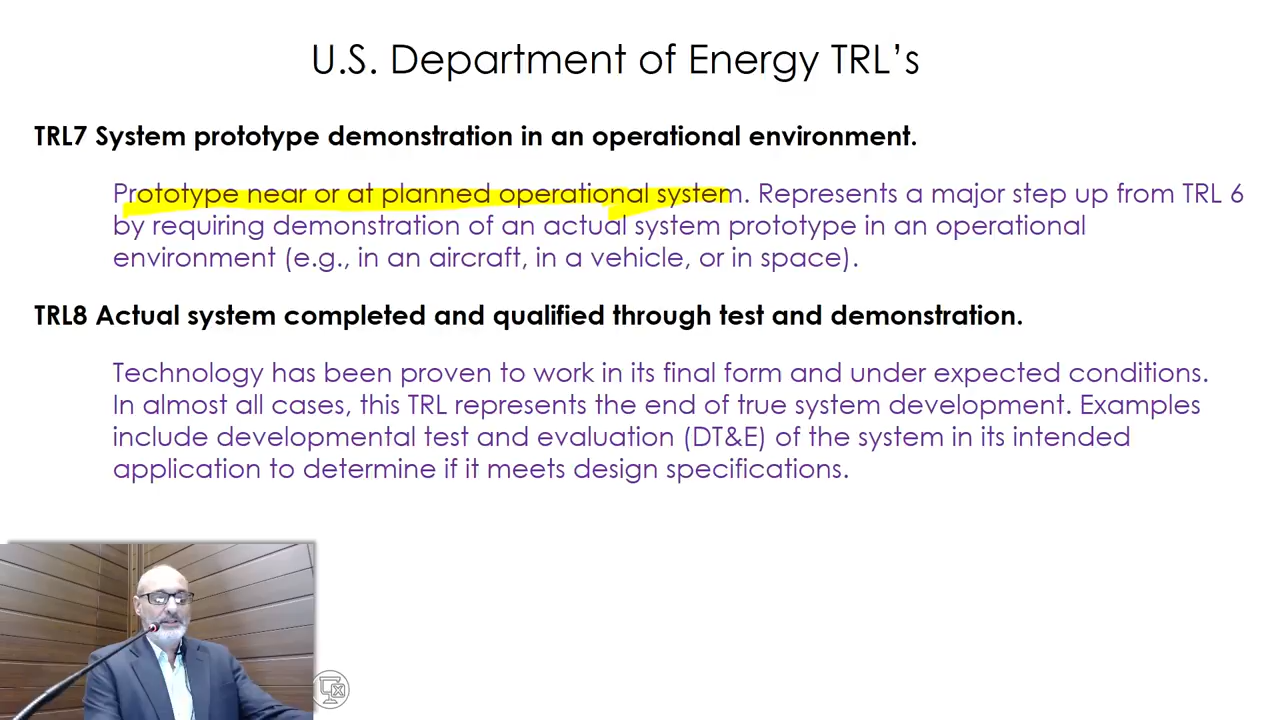 U.S. Department of Energy TRL’s
TRL7 System prototype demonstration in an operational environment.
Prototype near or at planned operational system. Represents a major step up from TRL 6
by requiring demonstration of an actual system prototype in an operational
environment (e.g., in an aircraft, in a vehicle, or in space).
TRL8 Actual system completed and qualified through test and demonstration.
Technology has been proven to work in its final form and under expected conditions.
In almost all cases, this TRL represents the end of true system development. Examples
include developmental test and evaluation (DT&E) of the system in its intended
application to determine if it meets design specifications.